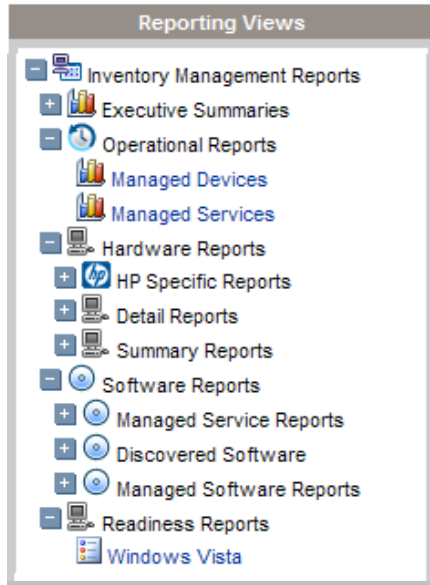 Reporting Views
Inventory Management Reports
Executive Summaries
Operational Reports
Managed Devices
Managed Services
Hardware Reports
hp HP Specific Reports
Detail Reports
Summary Reports
Software Reports
Managed Service Reports
Discovered Software
Managed Software Reports
Readiness Reports
Windows Vista